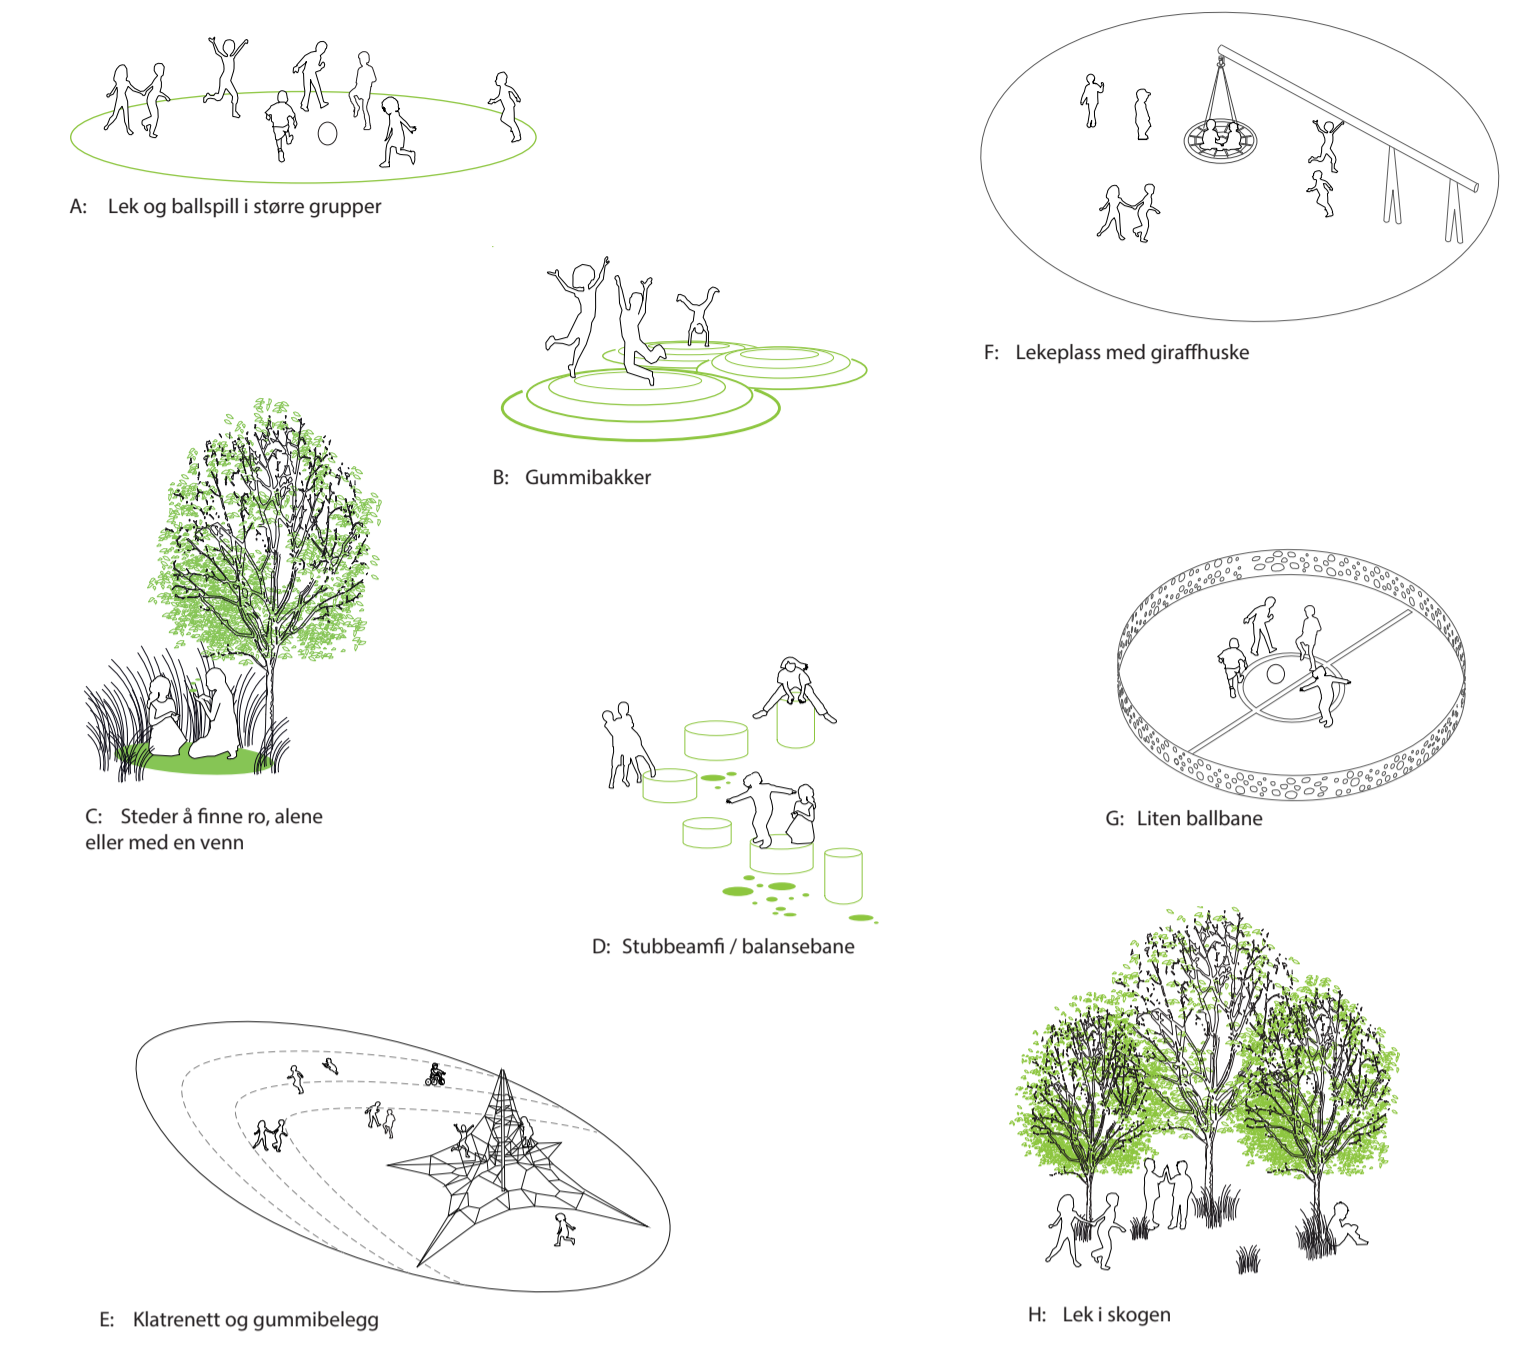 A: Lek og ballspill i større grupper
B: Gummibakker
C: Steder å finne ro, alene
eller med en venn
D: Stubbeamfi / balansebane
E: Klatrenett og gummibelegg
F: Lekeplass med giraffhuske
G: Liten ballbane
H: Lek i skogen